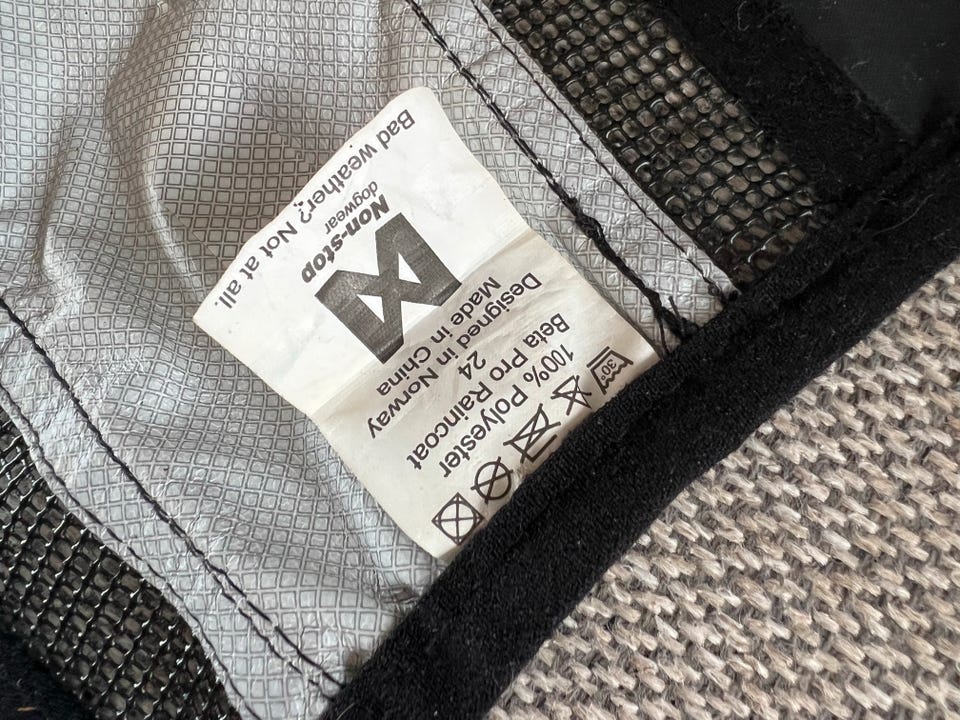 Bad weather? Not at all.
Non-stop
dogwear
Designed in Norway
Made in China
24
Beta Pro Raincoat
100% Polyester
30°